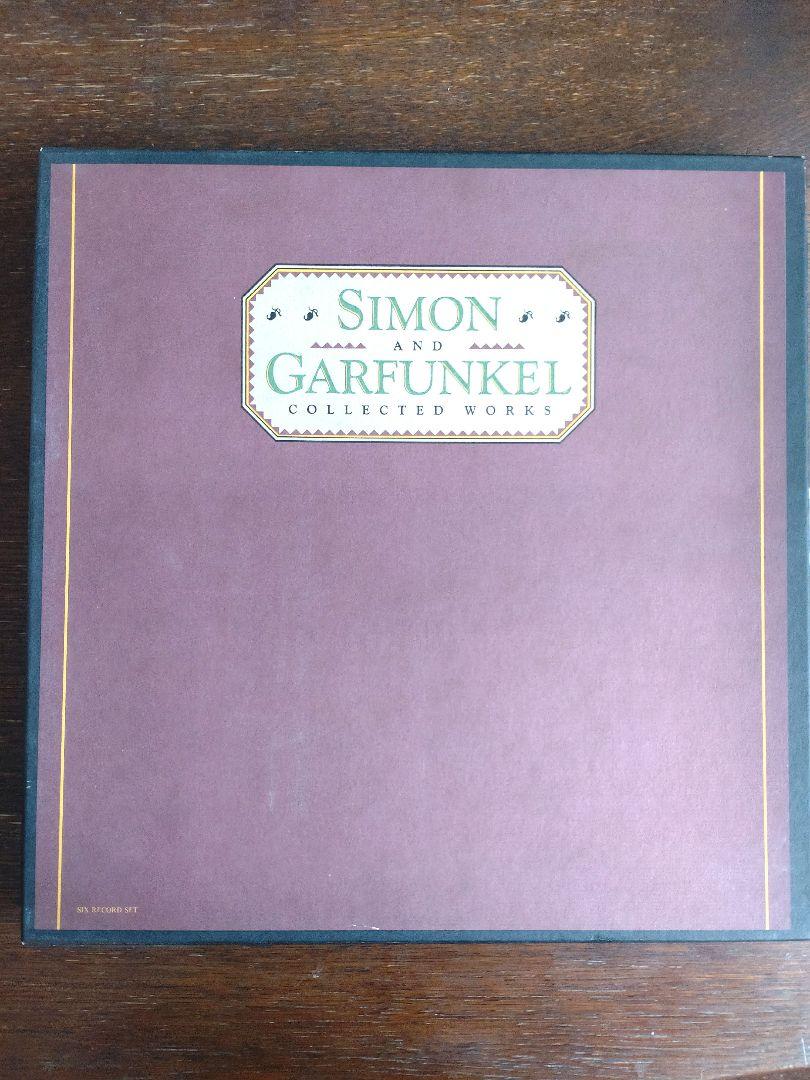 SIMON
AND
GARFUNKEL
COLLECTED WORKS
SIX RECORD SET